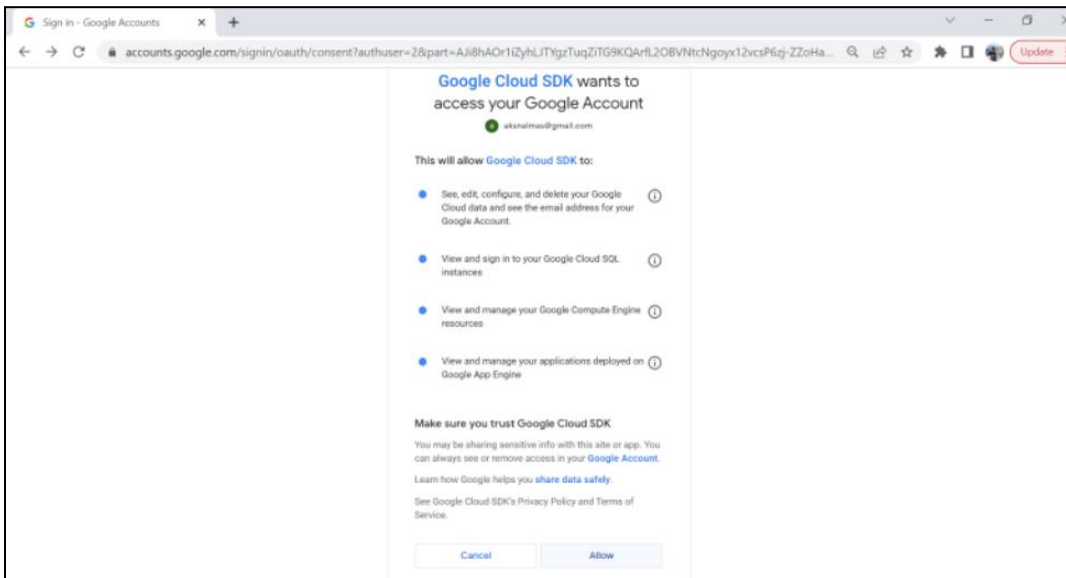 Sign in - Google Accounts
accounts.google.com/signin/oauth/consent?authuser=2&part=AJi8hAOr1iZyhLJTYgzTuqZiTG9KQArfL2OBVNtcNgoyx12vcsP6zj-ZZoHa...
Update
Google Cloud SDK wants to
access your Google Account
a
aksnalmas@gmail.com
This will allow Google Cloud SDK to:
See, edit, configure, and delete your Google
Cloud data and see the email address for your
Google Account.
View and sign in to your Google Cloud SQL
instances
View and manage your Google Compute Engine
resources
View and manage your applications deployed on
Google App Engine
Make sure you trust Google Cloud SDK
You may be sharing sensitive info with this site or app. You
can always see or remove access in your Google Account.
Learn how Google helps you share data safely.
See Google Cloud SDK's Privacy Policy and Terms of
Service.
Cancel
Allow